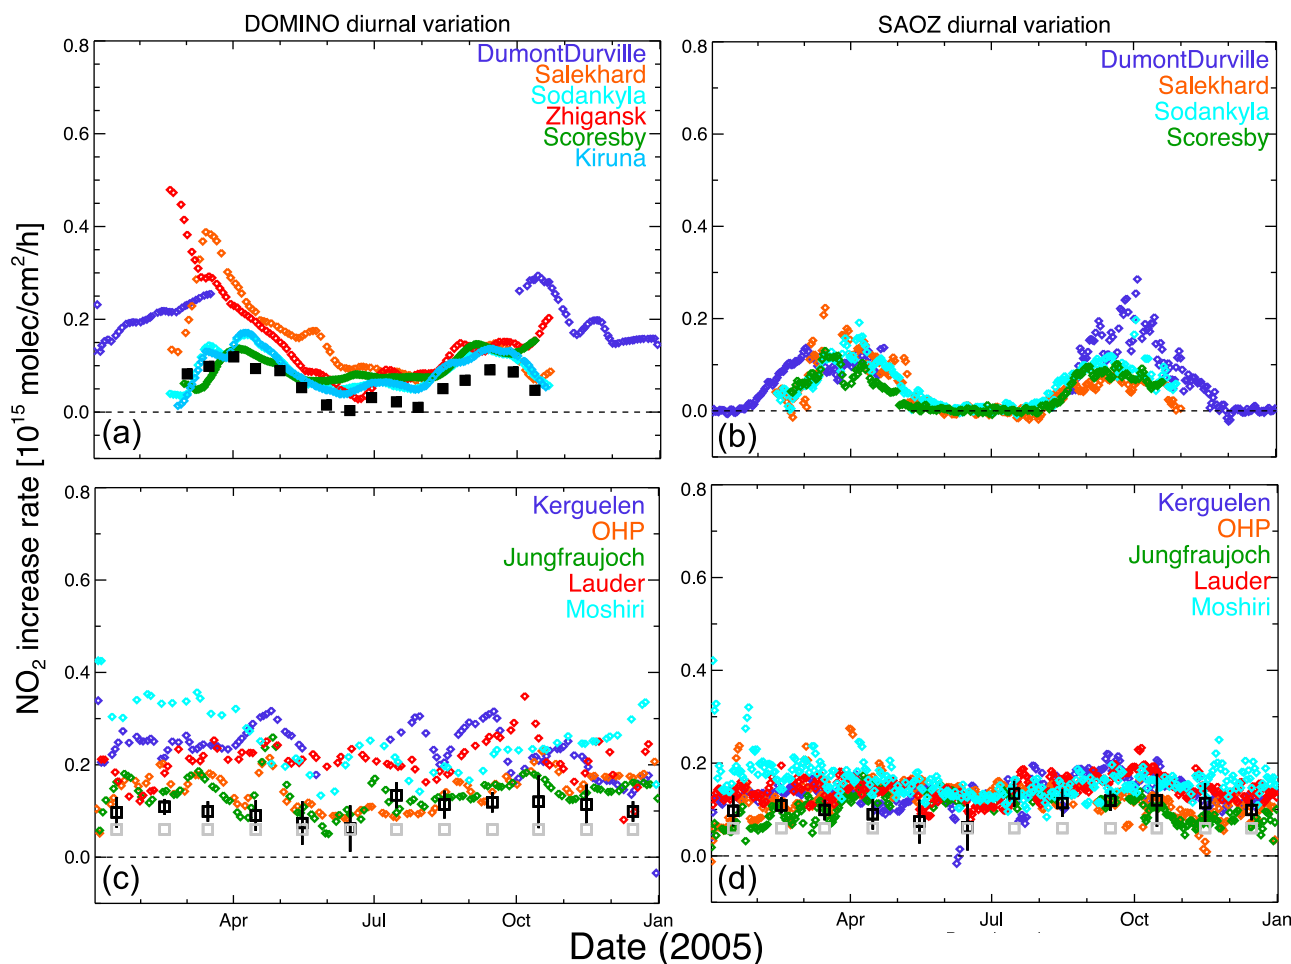 DOMINO diurnal variation
SAOZ diurnal variation
NO2 increase rate [10^15 molec/cm^2/h]
0.8
0.6
0.4
0.2
0.0
DumontDurville
Salekhard
Sodankyla
Zhigansk
Scoresby
Kiruna
(a)
0.8
0.6
0.4
0.2
0.0
DumontDurville
Salekhard
Sodankyla
Scoresby
(b)
Apr
Jul
Oct
Jan
0.8
0.6
0.4
0.2
0.0
Kerguelen
OHP
Jungfraujoch
Lauder
Moshiri
(c)
Apr
Jul
Oct
Jan
0.8
0.6
0.4
0.2
0.0
Kerguelen
OHP
Jungfraujoch
Lauder
Moshiri
(d)
Apr
Jul
Oct
Jan
Date (2005)